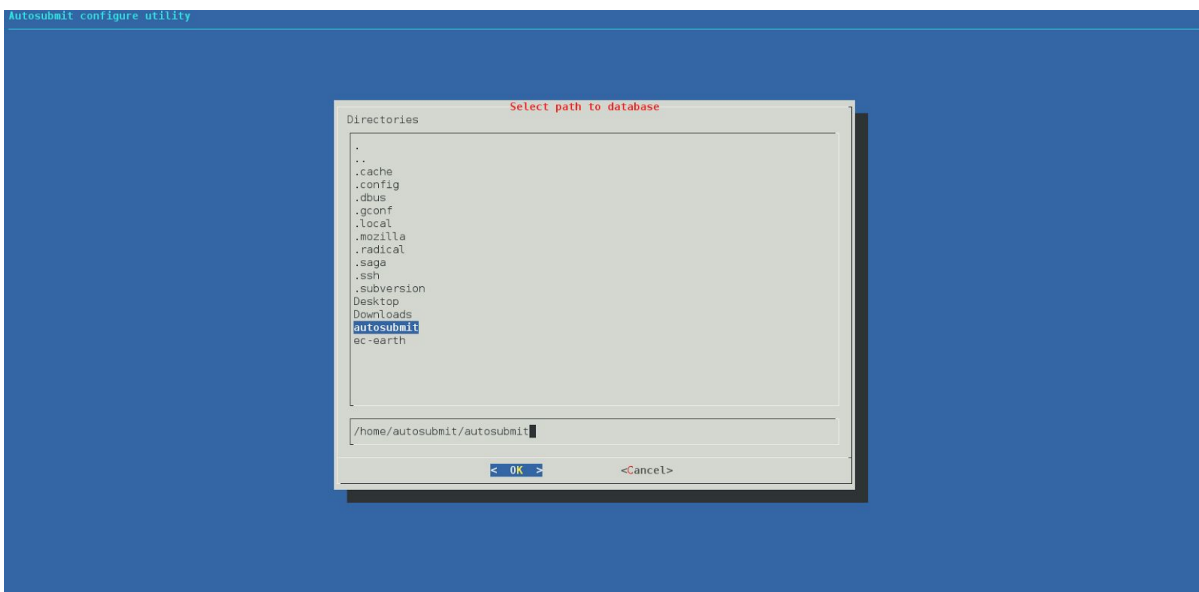 Autosubmit configure utility
Select path to database
Directories
.
..
.cache
.config
.dbus
.gconf
.local
.mozilla
.radical
.saga
.ssh
.subversion
Desktop
Downloads
autosubmit
ec-earth
/home/autosubmit/autosubmit
< OK > <Cancel>